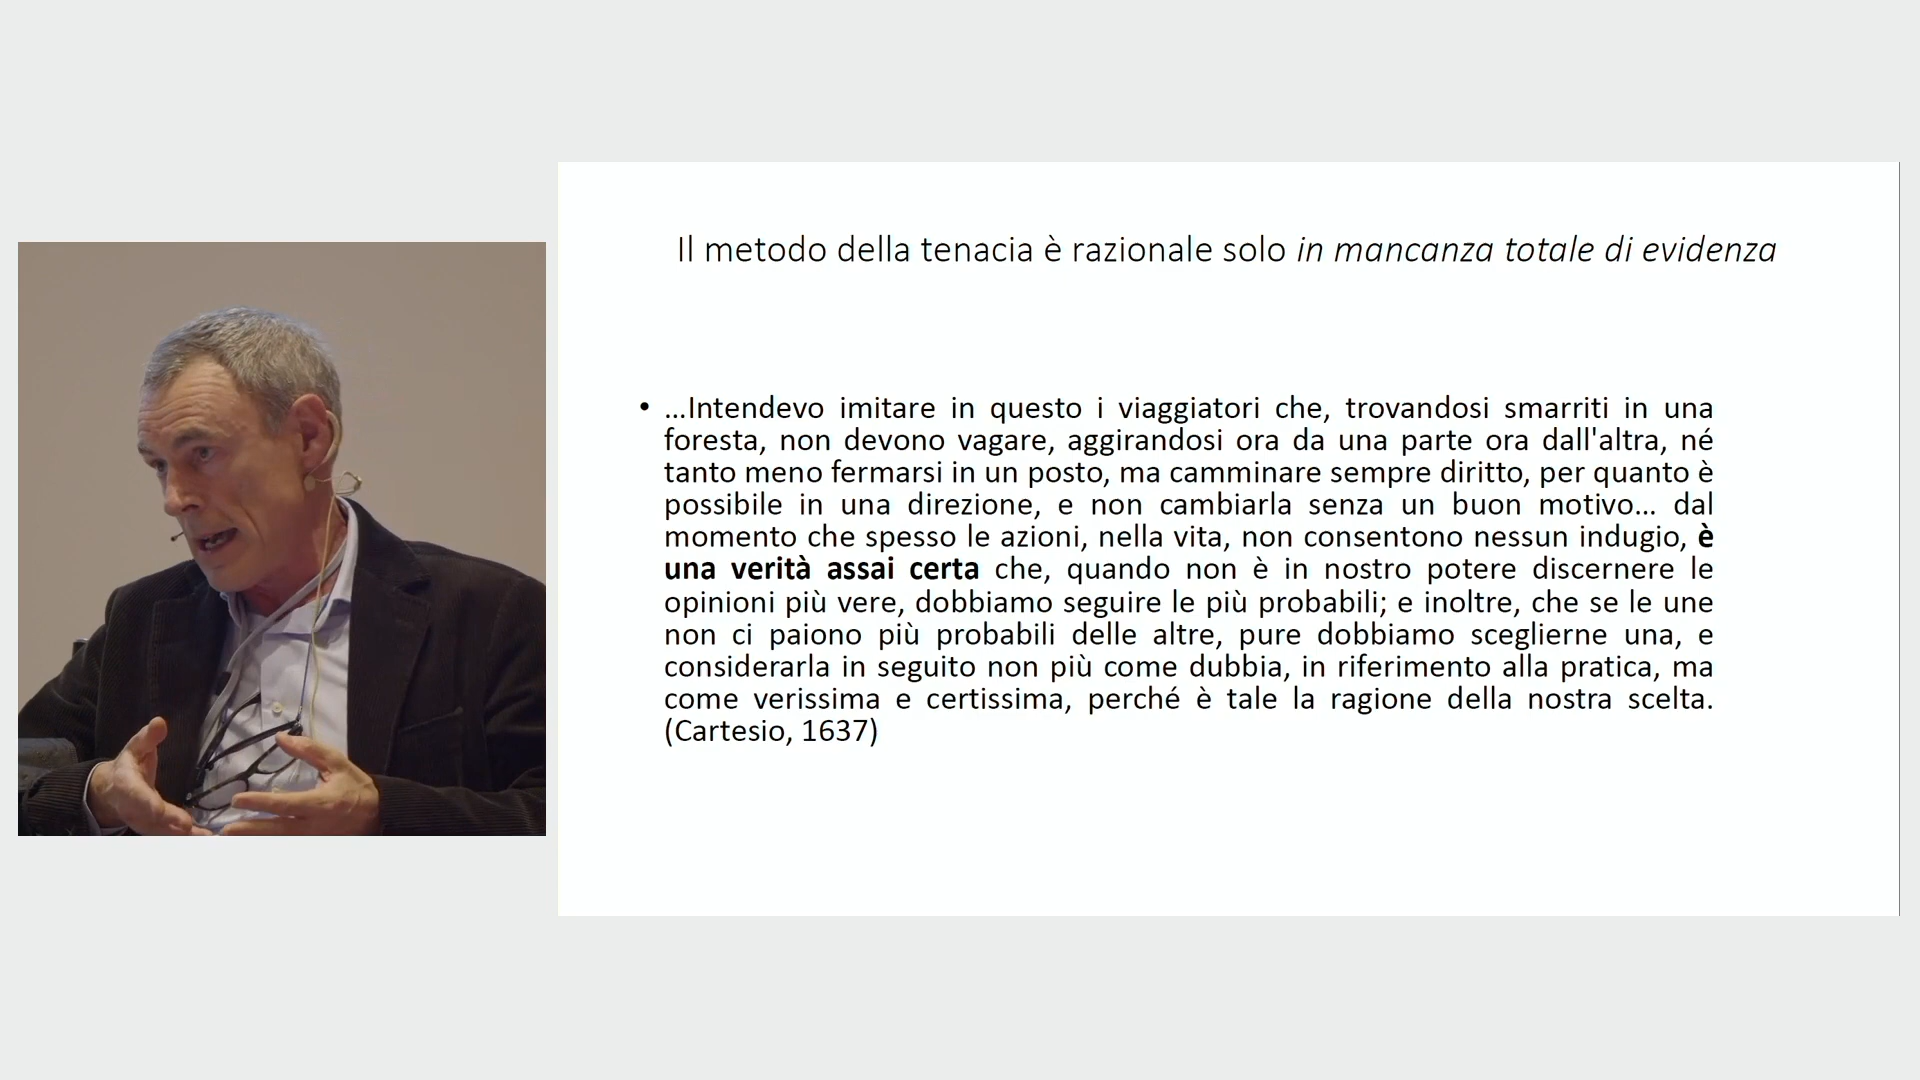 Il metodo della tenacia è razionale solo in mancanza totale di evidenza
• ...Intendevo imitare in questo i viaggiatori che, trovandosi smarriti in una
foresta, non devono vagare, aggirandosi ora da una parte ora dall'altra, né
tanto meno fermarsi in un posto, ma camminare sempre diritto, per quanto è
possibile in una direzione, e non cambiarla senza un buon motivo... dal
momento che spesso le azioni, nella vita, non consentono nessun indugio, è
una verità assai certa che, quando non è in nostro potere discernere le
opinioni più vere, dobbiamo seguire le più probabili; e inoltre, che se le une
non ci paiono più probabili delle altre, pure dobbiamo sceglierne una, e
considerarla in seguito non più come dubbia, in riferimento alla pratica, ma
come verissima e certissima, perché è tale la ragione della nostra scelta.
(Cartesio, 1637)